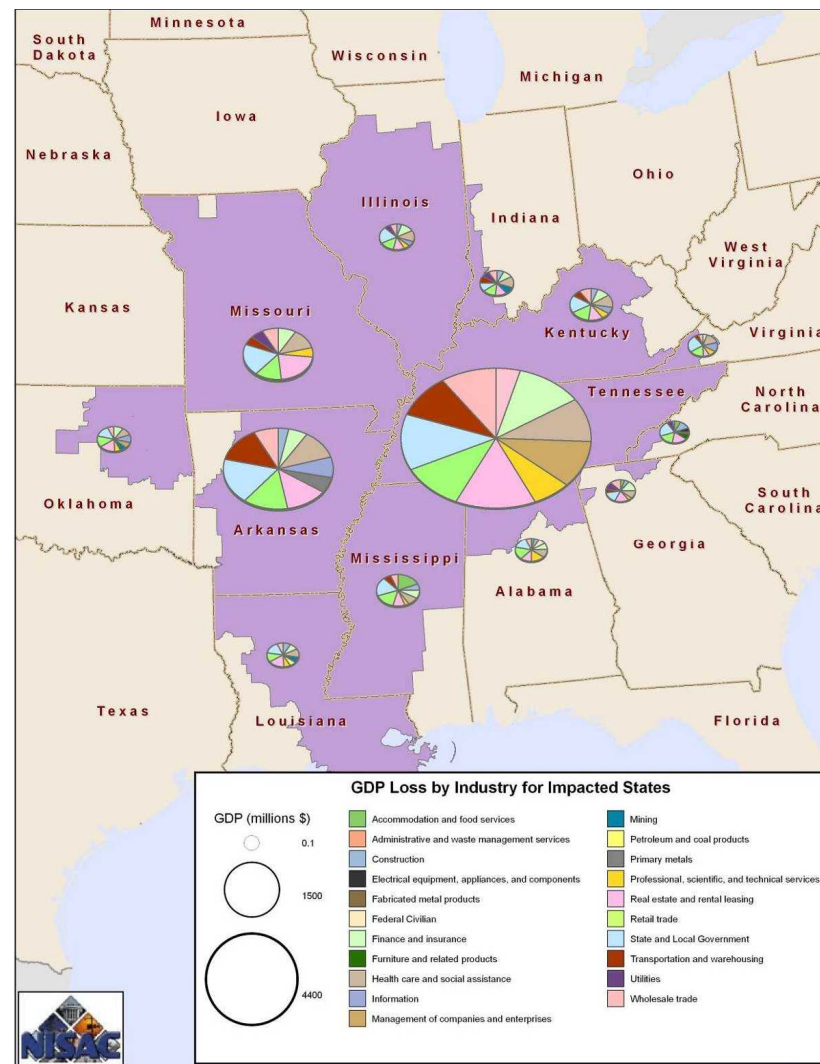 Minnesota
South
Dakota
Wisconsin
Michigan
Iowa
Nebraska
Ohio
Illinois
Indiana
West
Virginia
Kansas
Missouri
Kentucky
Virginia
Tennessee
North
Carolina
Oklahoma
Arkansas
South
Carolina
Mississippi
Georgia
Alabama
Texas
Louisiana
Florida
GDP Loss by Industry for Impacted States
GDP (millions $)
0.1
1500
4400
Accommodation and food services
Administrative and waste management services
Construction
Electrical equipment, appliances, and components
Fabricated metal products
Federal Civilian
Finance and insurance
Furniture and related products
Health care and social assistance
Information
Management of companies and enterprises
Mining
Petroleum and coal products
Primary metals
Professional, scientific, and technical services
Real estate and rental leasing
Retail trade
State and Local Government
Transportation and warehousing
Utilities
Wholesale trade
NISAC